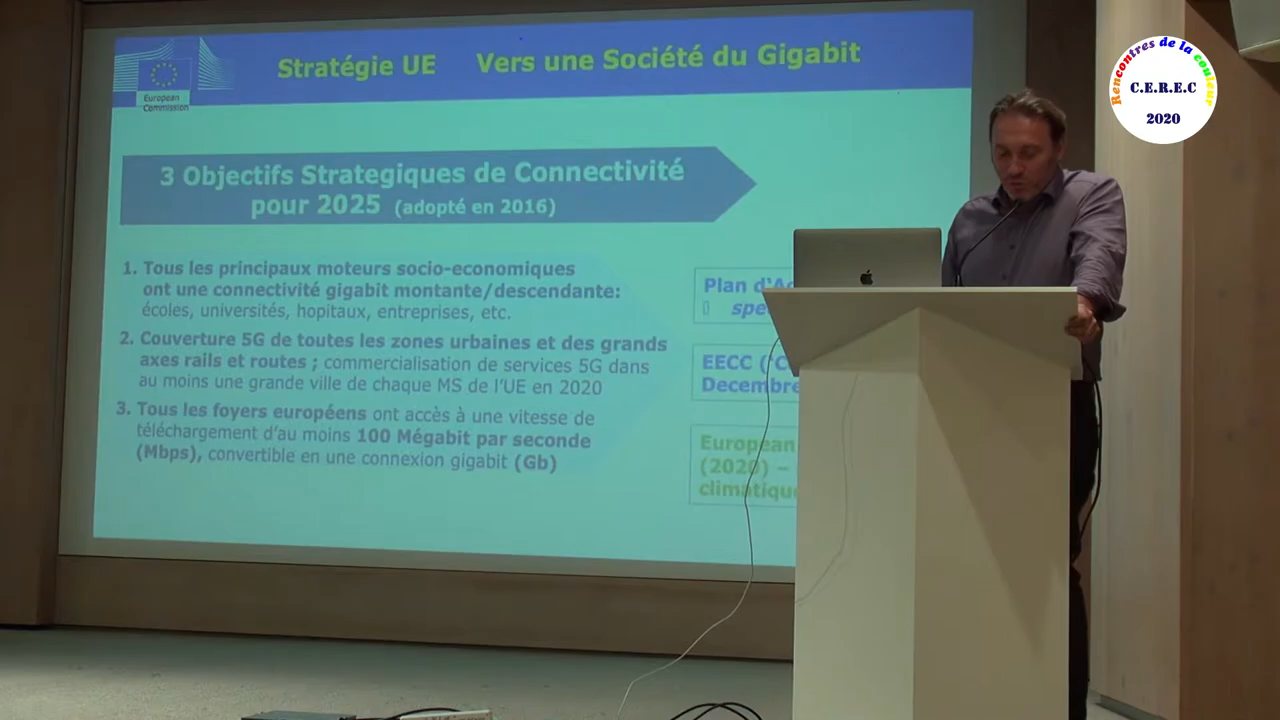 Stratégie UE Vers une Société du Gigabit
European
Commission
3 Objectifs Strategiques de Connectivité
pour 2025 (adopté en 2016)
1. Tous les principaux moteurs socio-economiques
ont une connectivité gigabit montante/descendante:
écoles, universités, hopitaux, entreprises, etc.
2. Couverture 5G de toutes les zones urbaines et des grands
axes rails et routes ; commercialisation de services 5G dans
au moins une grande ville de chaque MS de l'UE en 2020
3. Tous les foyers européens ont accès à une vitesse de
téléchargement d'au moins 100 Mégabit par seconde
(Mbps), convertible en une connexion gigabit (Gb)
Plan
EECC
Decembre
European
(2020) –
climatique
Rencontres de la couleur
C.E.R.E.C
2020